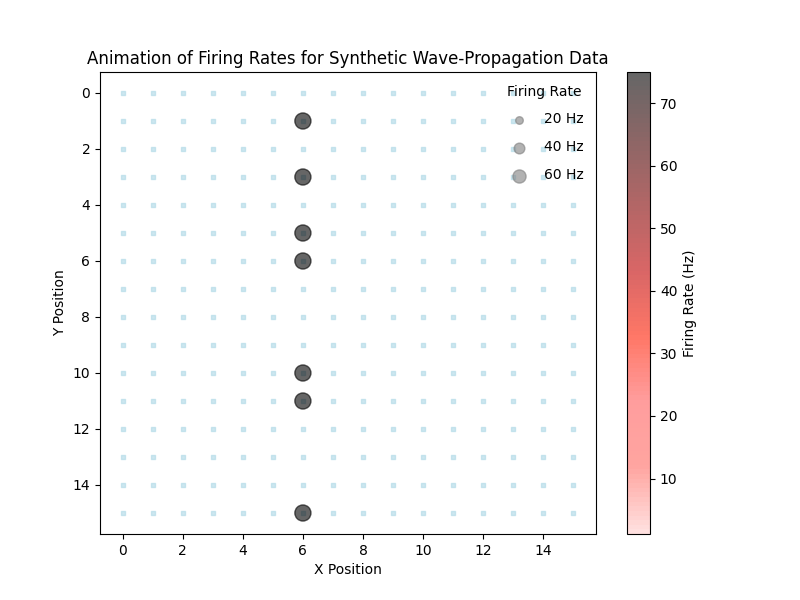 Animation of Firing Rates for Synthetic Wave-Propagation Data
Firing Rate
20 Hz
40 Hz
60 Hz
0
2
4
6
8
10
12
14
Y Position
0 2 4 6 8 10 12 14
X Position
70
60
50
40
30
20
10
Firing Rate (Hz)